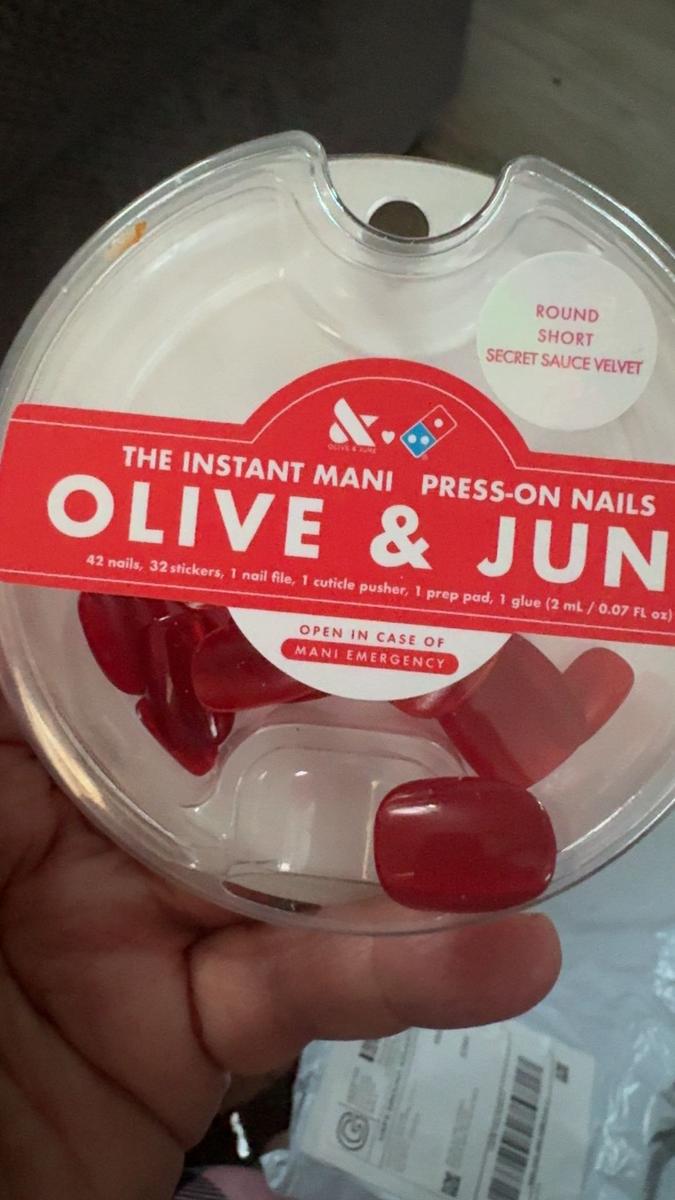 ROUND
SHORT
SECRET SAUCE VELVET
OLIVE & JUNE
THE INSTANT MANI PRESS-ON NAILS
OLIVE & JUN
42 nails, 32 stickers, 1 nail file, 1 cuticle pusher, 1 prep pad, 1 glue (2 mL / 0.07 FL oz)
OPEN IN CASE OF
MANI EMERGENCY